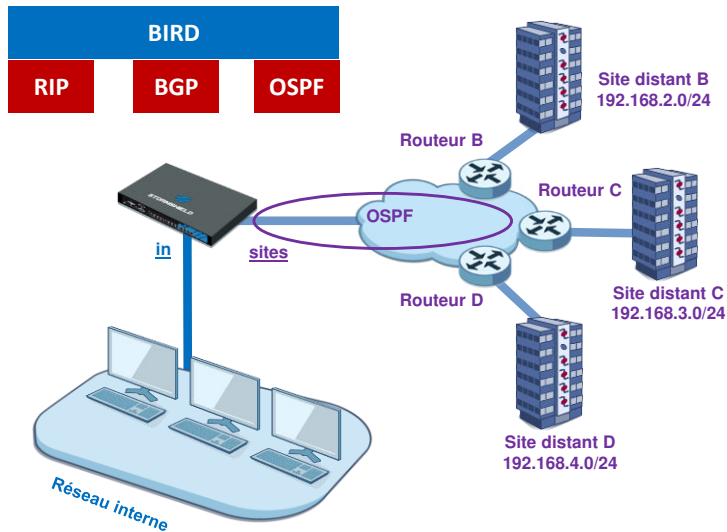 BIRD
RIP
BGP
OSPF
Site distant B
192.168.2.0/24
Routeur B
Routeur C
STORMSHIELD
OSPF
in
sites
Routeur D
Site distant C
192.168.3.0/24
Site distant D
192.168.4.0/24
Réseau interne